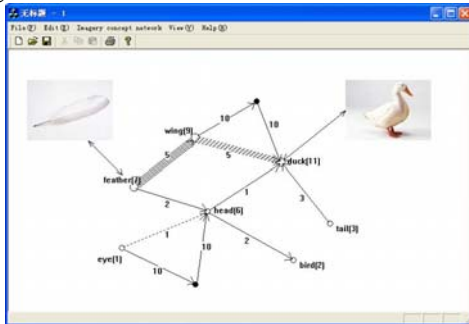 无标题 - 1
File(F) Edit(E) Imagery concept network View(V) Help(H)
10
wing(9)
10
5
5
duck(11)
feather(7)
2
1
3
head(6)
tail(3)
1
10
2
eye(1)
10
bird(2)